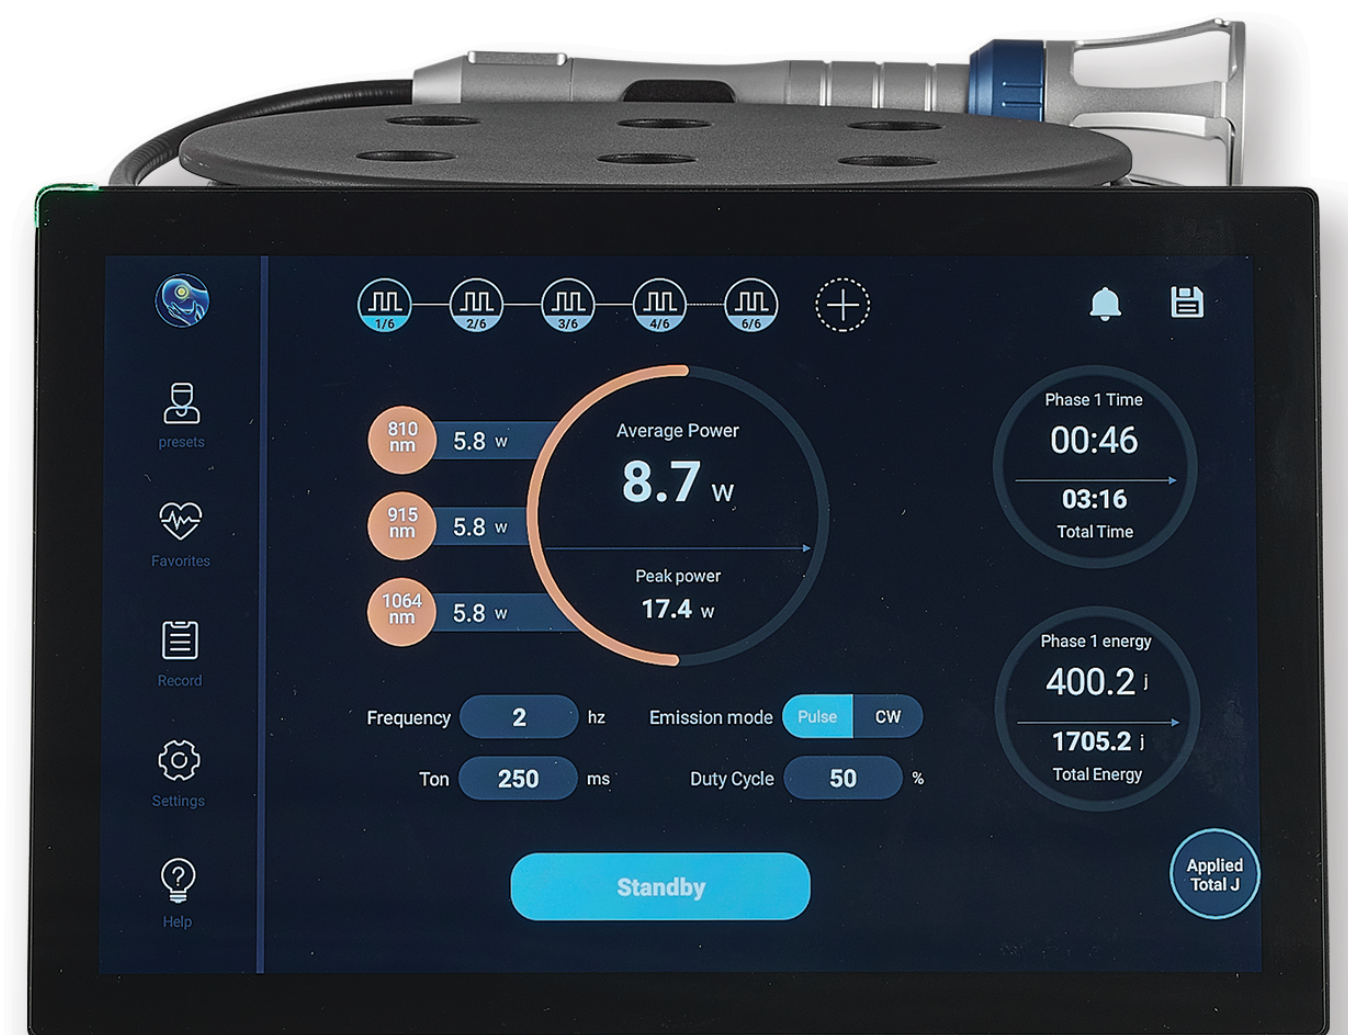 1/6
2/6
3/6
4/6
6/6
presets
Favorites
Record
Settings
Help
810
nm
5.8 w
915
nm
5.8 w
1064
nm
5.8 w
Average Power
8.7 w
Peak power
17.4 w
Frequency 2 hz
Emission mode Pulse CW
Ton 250 ms
Duty Cycle 50 %
Standby
Phase 1 Time
00:46
03:16
Total Time
Phase 1 energy
400.2 j
1705.2 j
Total Energy
Applied
Total J